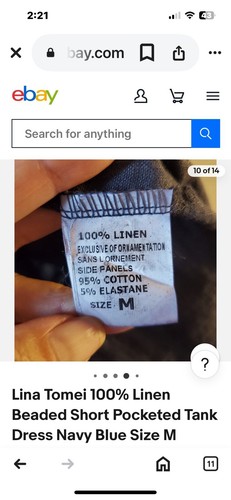 2:21
bay.com
ebay
Search for anything
10 of 14
100% LINEN
EXCLUSIVE OF ORNAMENTATION
SANS L ORNEMENT
SIDE PANELS
95% COTTON
5% ELASTANE
SIZE M
?
Lina Tomei 100% Linen
Beaded Short Pocketed Tank
Dress Navy Blue Size M
11